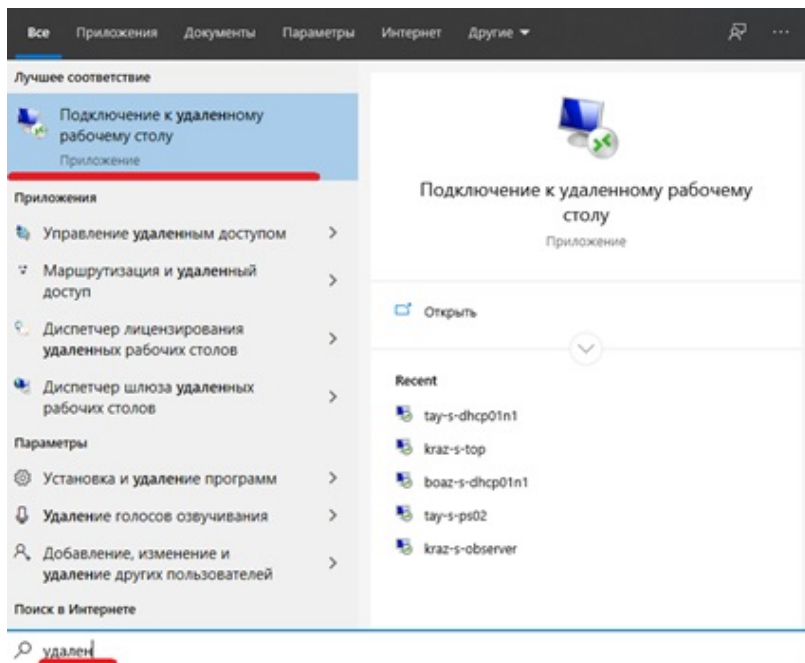 Все Приложения Документы Параметры Интернет Другие
Лучшее соответствие
Подключение к удаленному
рабочему столу
Приложение
Приложения
Управление удаленным доступом
Маршрутизация и удаленный
доступ
Диспетчер лицензирования
удаленных рабочих столов
Диспетчер шлюза удаленных
рабочих столов
Параметры
Установка и удаление программ
Удаление голосов озвучивания
Добавление, изменение и
удаление других пользователей
Поиск в Интернете
удален
Подключение к удаленному рабочему
столу
Приложение
Открыть
Recent
tay-s-dhcp01n1
kraz-s-top
boaz-s-dhcp01n1
tay-s-ps02
kraz-s-observer